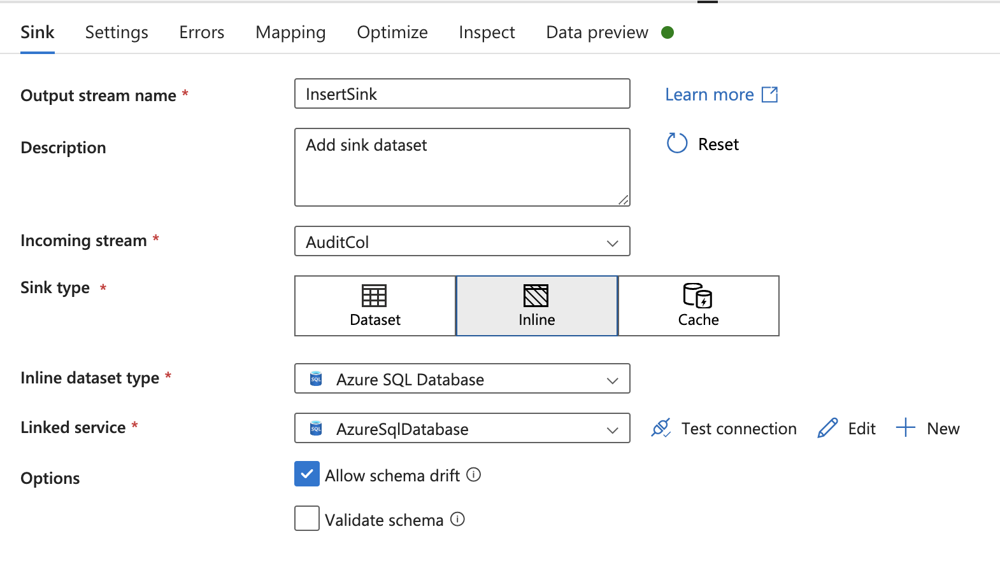 Sink Settings Errors Mapping Optimize Inspect Data preview
Output stream name * InsertSink Learn more
Description Add sink dataset Reset
Incoming stream * AuditCol
Sink type * Dataset Inline Cache
Inline dataset type * SQL Azure SQL Database
Linked service * SQL AzureSqlDatabase Test connection Edit New
Options Allow schema drift
Validate schema